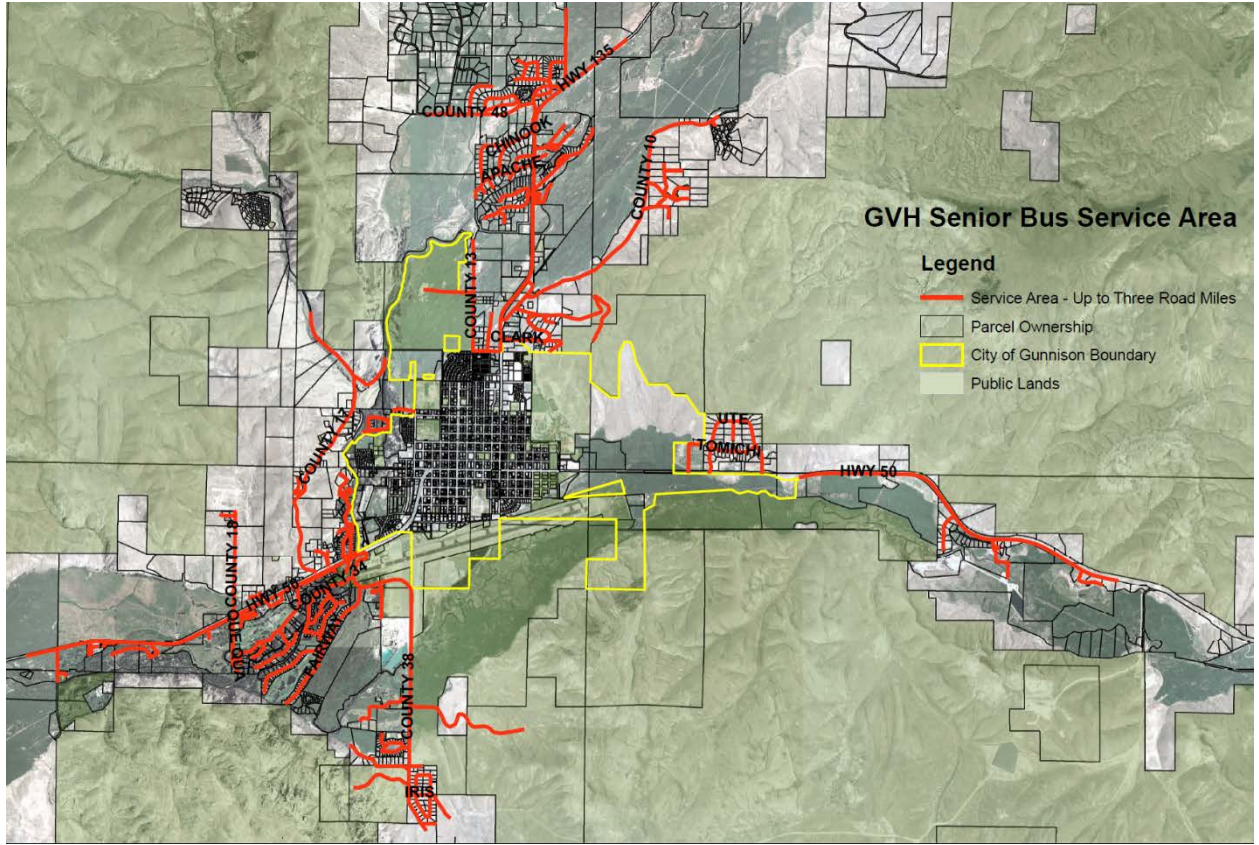 HWY 135
COUNTY 48
CHINOOK
APACHE
COUNTY 10
GVH Senior Bus Service Area
Legend
Service Area - Up to Three Road Miles
Parcel Ownership
City of Gunnison Boundary
Public Lands
COUNTY 13
CLARK
UTE
TOMICHI
HWY 50
COUNTY 17
COUNTY 18
HWY 50
COUNTY 34
FAIRWAY
COUNTY 38
IRIS